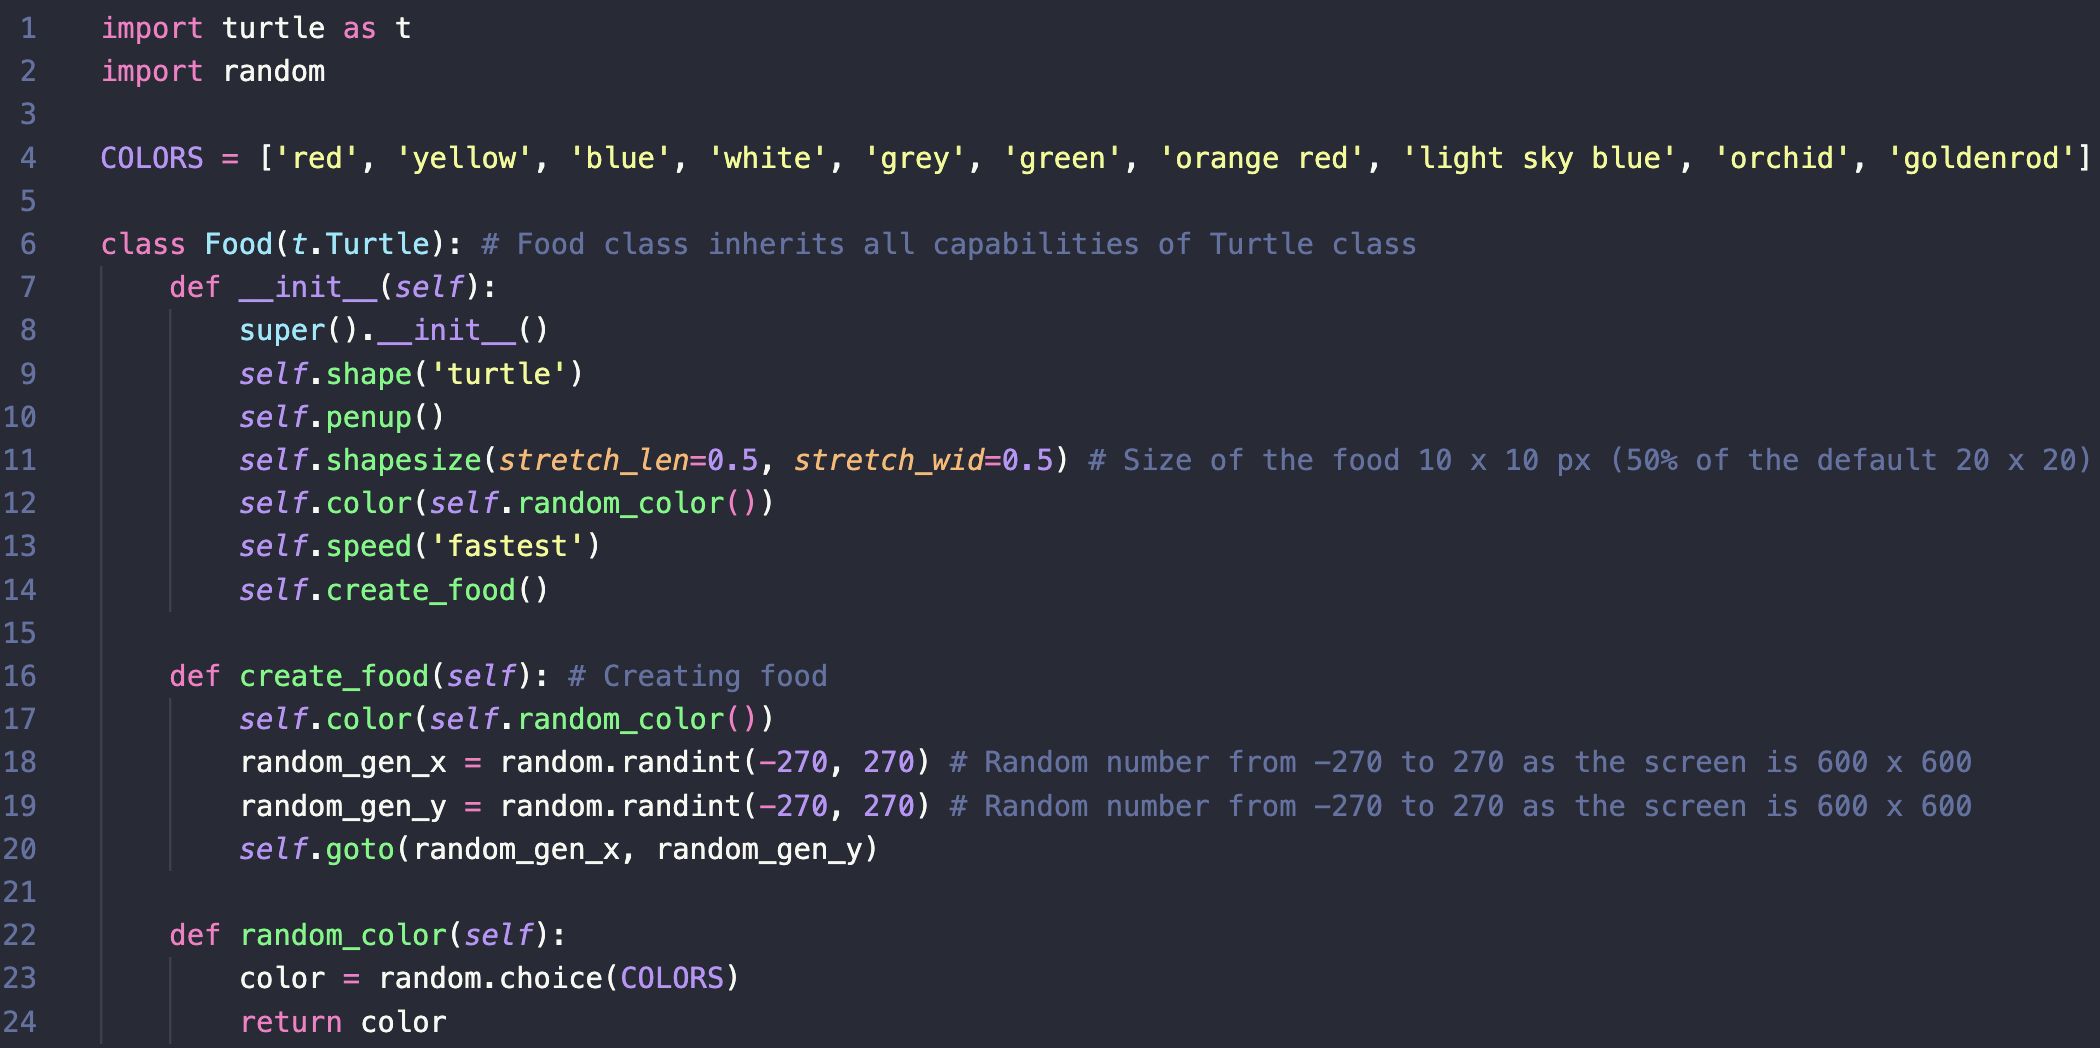 1 import turtle as t
2 import random
3
4 COLORS = ['red', 'yellow', 'blue', 'white', 'grey', 'green', 'orange red', 'light sky blue', 'orchid', 'goldenrod']
5
6 class Food(t.Turtle): # Food class inherits all capabilities of Turtle class
7     def __init__(self):
8         super().__init__()
9         self.shape('turtle')
10         self.penup()
11         self.shapesize(stretch_len=0.5, stretch_wid=0.5) # Size of the food 10 x 10 px (50% of the default 20 x 20)
12         self.color(self.random_color())
13         self.speed('fastest')
14         self.create_food()
15
16     def create_food(self): # Creating food
17         self.color(self.random_color())
18         random_gen_x = random.randint(-270, 270) # Random number from -270 to 270 as the screen is 600 x 600
19         random_gen_y = random.randint(-270, 270) # Random number from -270 to 270 as the screen is 600 x 600
20         self.goto(random_gen_x, random_gen_y)
21
22     def random_color(self):
23         color = random.choice(COLORS)
24         return color